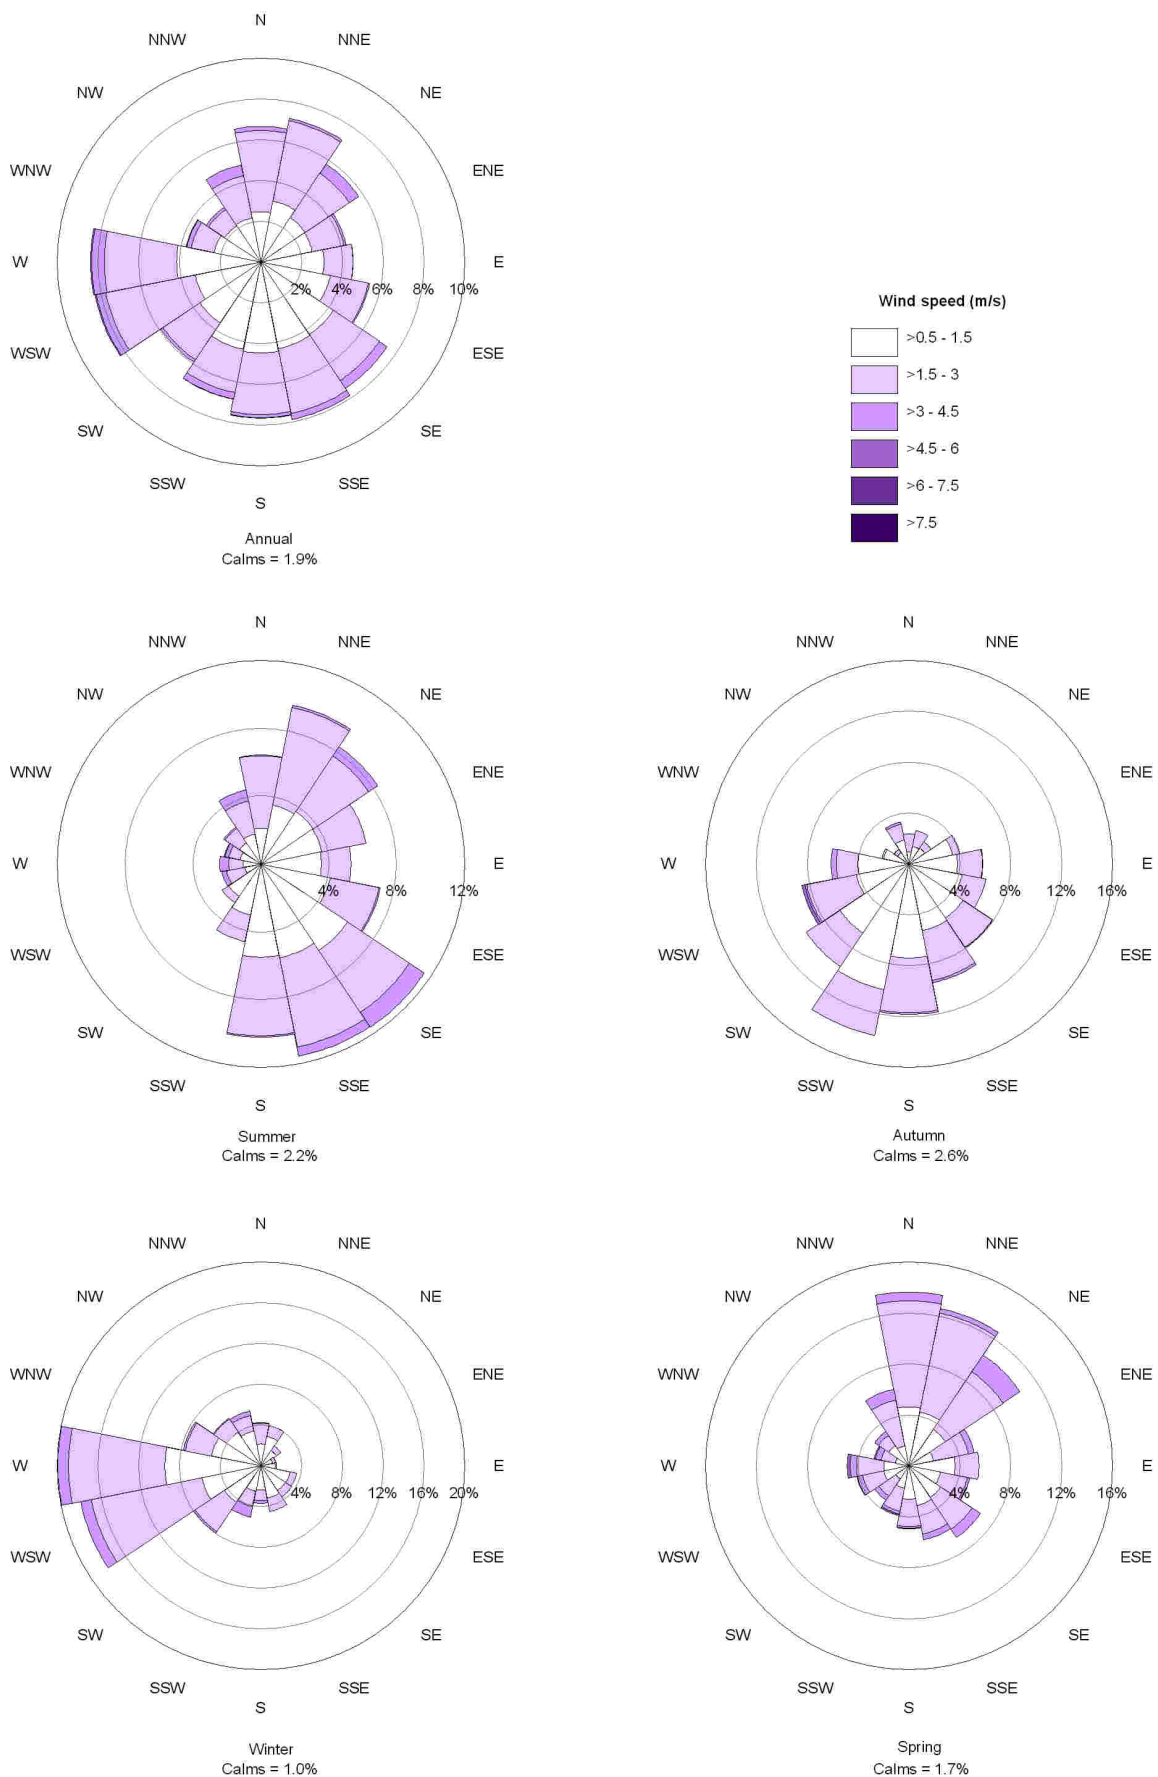 N
NNW
NNE
NW
NE
WNW
ENE
W
E
2%
4%
6%
8%
10%
WSW
ESE
SW
SE
SSW
SSE
S
Annual
Calms = 1.9%
Wind speed (m/s)
>0.5 - 1.5
>1.5 - 3
>3 - 4.5
>4.5 - 6
>6 - 7.5
>7.5
N
NNW
NNE
NW
NE
WNW
ENE
W
E
4%
8%
12%
WSW
ESE
SW
SE
SSW
SSE
S
Summer
Calms = 2.2%
N
NNW
NNE
NW
NE
WNW
ENE
W
E
4%
8%
12%
16%
WSW
ESE
SW
SE
SSW
SSE
S
Autumn
Calms = 2.6%
N
NNW
NNE
NW
NE
WNW
ENE
W
E
4%
8%
12%
16%
20%
WSW
ESE
SW
SE
SSW
SSE
S
Winter
Calms = 1.0%
N
NNW
NNE
NW
NE
WNW
ENE
W
E
4%
8%
12%
16%
WSW
ESE
SW
SE
SSW
SSE
S
Spring
Calms = 1.7%